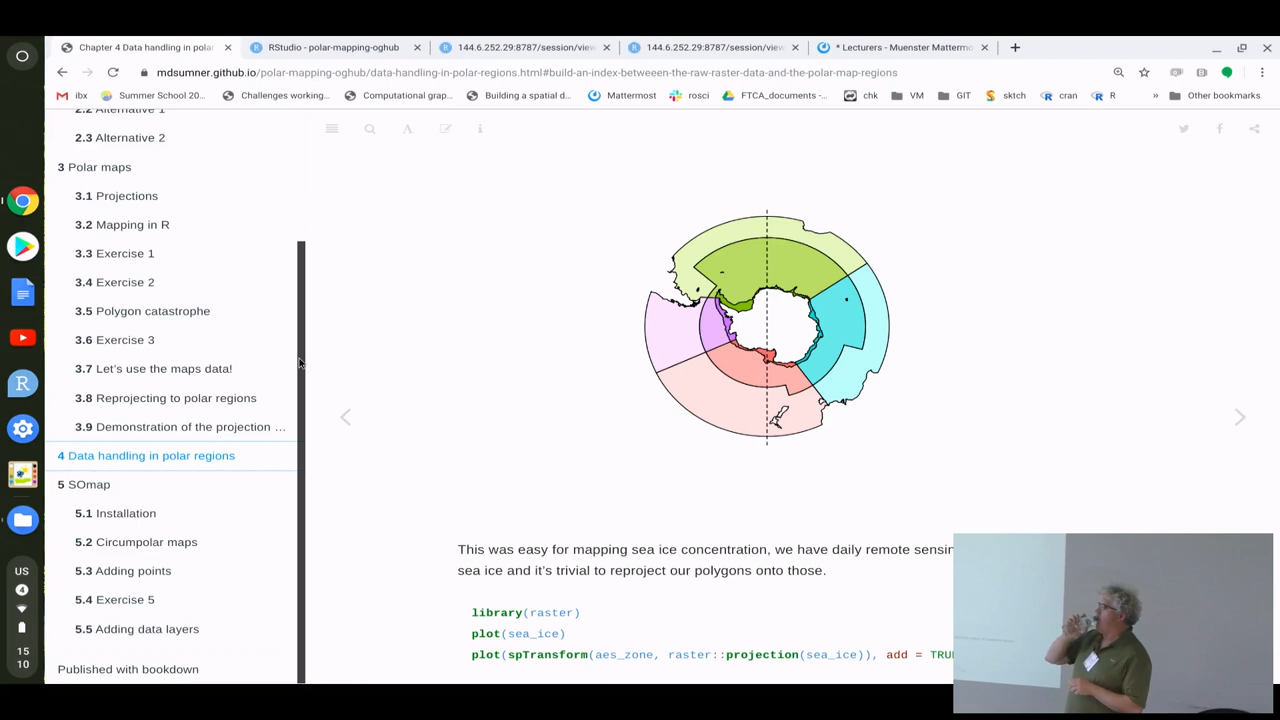 Chapter 4 Data handling in polar
RStudio - polar-mapping-oghub
144.6.252.29:8787/session/view
144.6.252.29:8787/session/view
* Lecturers - Muenster Mattermo
mdsumner.github.io/polar-mapping-oghub/data-handling-in-polar-regions.html#build-an-index-betweeen-the-raw-raster-data-and-the-polar-map-regions
ibx
Summer School 20...
Challenges working...
Computational grap...
Building a spatial d...
Mattermost
rosci
FTCA_documents -...
chk
VM
GIT
sktch
cran
R
»
Other bookmarks
2.2 Alternative 1
2.3 Alternative 2
3 Polar maps
3.1 Projections
3.2 Mapping in R
3.3 Exercise 1
3.4 Exercise 2
3.5 Polygon catastrophe
3.6 Exercise 3
3.7 Let's use the maps data!
3.8 Reprojecting to polar regions
3.9 Demonstration of the projection ...
4 Data handling in polar regions
5 SOmap
5.1 Installation
5.2 Circumpolar maps
5.3 Adding points
5.4 Exercise 5
5.5 Adding data layers
Published with bookdown
This was easy for mapping sea ice concentration, we have daily remote sensin
sea ice and it's trivial to reproject our polygons onto those.
library(raster)
plot(sea_ice)
plot(spTransform(aes_zone, raster::projection(sea_ice)), add = TRU
US
4
15
10